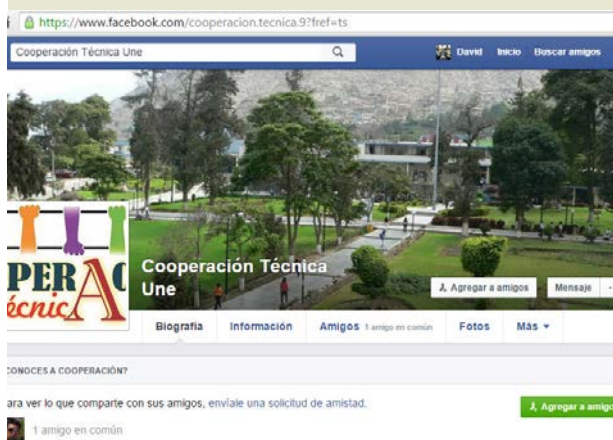 https://www.facebook.com/cooperacion.tecnica.9?fref=ts
Cooperación Técnica Une
David Inicio Buscar amigos
Cooperación Técnica
Une
Agregar a amigos Mensaje
Biografía Información Amigos 1 amigo en común Fotos Más
CONOCES A COOPERACIÓN?
ara ver lo que comparte con sus amigos, envíale una solicitud de amistad.
Agregar a amigo
1 amigo en común